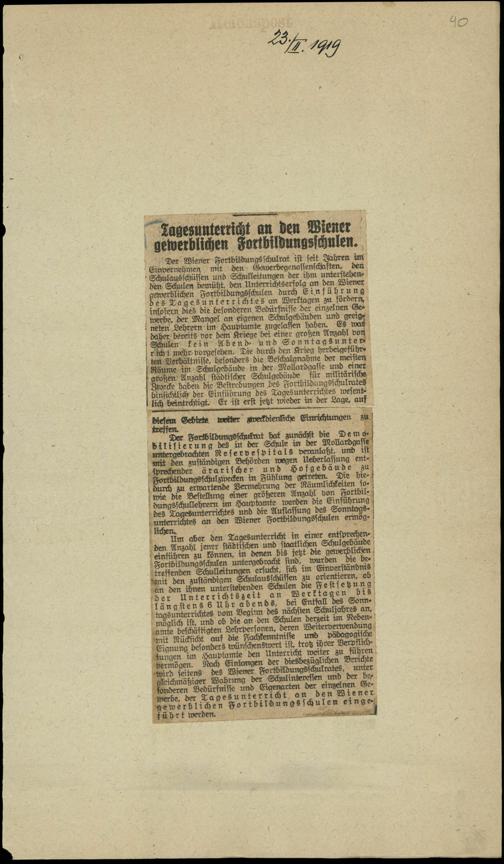 40
23./II. 1919
Tagesunterricht an den Wiener
gewerblichen Fortbildungsschulen.
Der Wiener Fortbildungsschulrat ist seit Jahren im
Einvernehmen mit den Gewerbegenossenschaften, den
Schulausschüssen und Schulleitungen der ihm unterstehen-
den Schulen bemüht, den Unterrichtserfolg an den Wiener
gewerblichen Fortbildungsschulen durch Einführung
des Tagesunterrichtes an Werktagen zu fördern,
insofern dies die besonderen Bedürfnisse der einzelnen Ge-
werbe, der Mangel an eigenen Schulgebäuden und geeig-
neten Lehrern im Hauptamte zugelassen haben. Es war
daher bereits vor dem Kriege bei einer großen Anzahl von
Schulen kein Abend- und Sonntagsunter-
richt mehr vorgesehen. Die durch den Krieg herbeigeführ-
ten Verhältnisse, besonders die Beschlagnahme der meisten
Räume im Schulgebäude in der Mollardgasse und einer
großen Anzahl städtischer Schulgebäude für militärische
Zwecke haben die Bestrebungen des Fortbildungsschulrates
hinsichtlich der Einführung des Tagesunterrichtes wesent-
lich beeinträchtigt. Er ist erst jetzt wieder in der Lage, auf
diesem Gebiete weiter zweckdienliche Einrichtungen zu
treffen.
Der Fortbildungsschulrat hat zunächst die Demo-
bilisierung des in der Schule in der Mollardgasse
untergebrachten Reservespitals veranlaßt, und ist
mit den zuständigen Behörden wegen Ueberlassung ent-
sprechender ärarischer und Hofgebäude zu
Fortbildungsschulzwecken in Fühlung getreten. Die hie-
durch zu erwartende Vermehrung der Räumlichkeiten so-
wie die Bestellung einer größeren Anzahl von Fortbil-
dungsschullehrern im Hauptamte werden die Einführung
des Tagesunterrichtes und die Auflassung des Sonntags-
unterrichtes an den Wiener Fortbildungsschulen ermög-
lichen.
Um aber den Tagesunterricht in einer entsprechen-
den Anzahl jener städtischen und staatlichen Schulgebäude
einführen zu können, in denen bis jetzt die gewerblichen
Fortbildungsschulen untergebracht sind, wurden die be-
treffenden Schulleitungen ersucht, sich im Einverständnis
mit den zuständigen Schulausschüssen zu orientieren, ob
an den ihnen unterstehenden Schulen die Festsetzung
der Unterrichtszeit an Werktagen bis
längstens 6 Uhr abends, bei Entfall des Sonn-
tagsunterrichtes vom Beginn des nächsten Schuljahres an,
möglich ist, und ob die an den Schulen derzeit im Neben-
amte beschäftigten Lehrpersonen, deren Weiterverwendung
mit Rücksicht auf die Fachkenntnisse und pädagogische
Eignung besonders wünschenswert ist, trotz ihrer Verpflich-
tungen im Hauptamte den Unterricht weiter zu führen
vermögen. Nach Einlangen der diesbezüglichen Berichte
wird seitens des Wiener Fortbildungsschulrates, unter
gleichmäßiger Wahrung der Schulinteressen und der be-
sonderen Bedürfnisse und Eigenarten der einzelnen Ge-
werbe, der Tagesunterricht an den Wiener
gewerblichen Fortbildungsschulen einge-
führt werden.